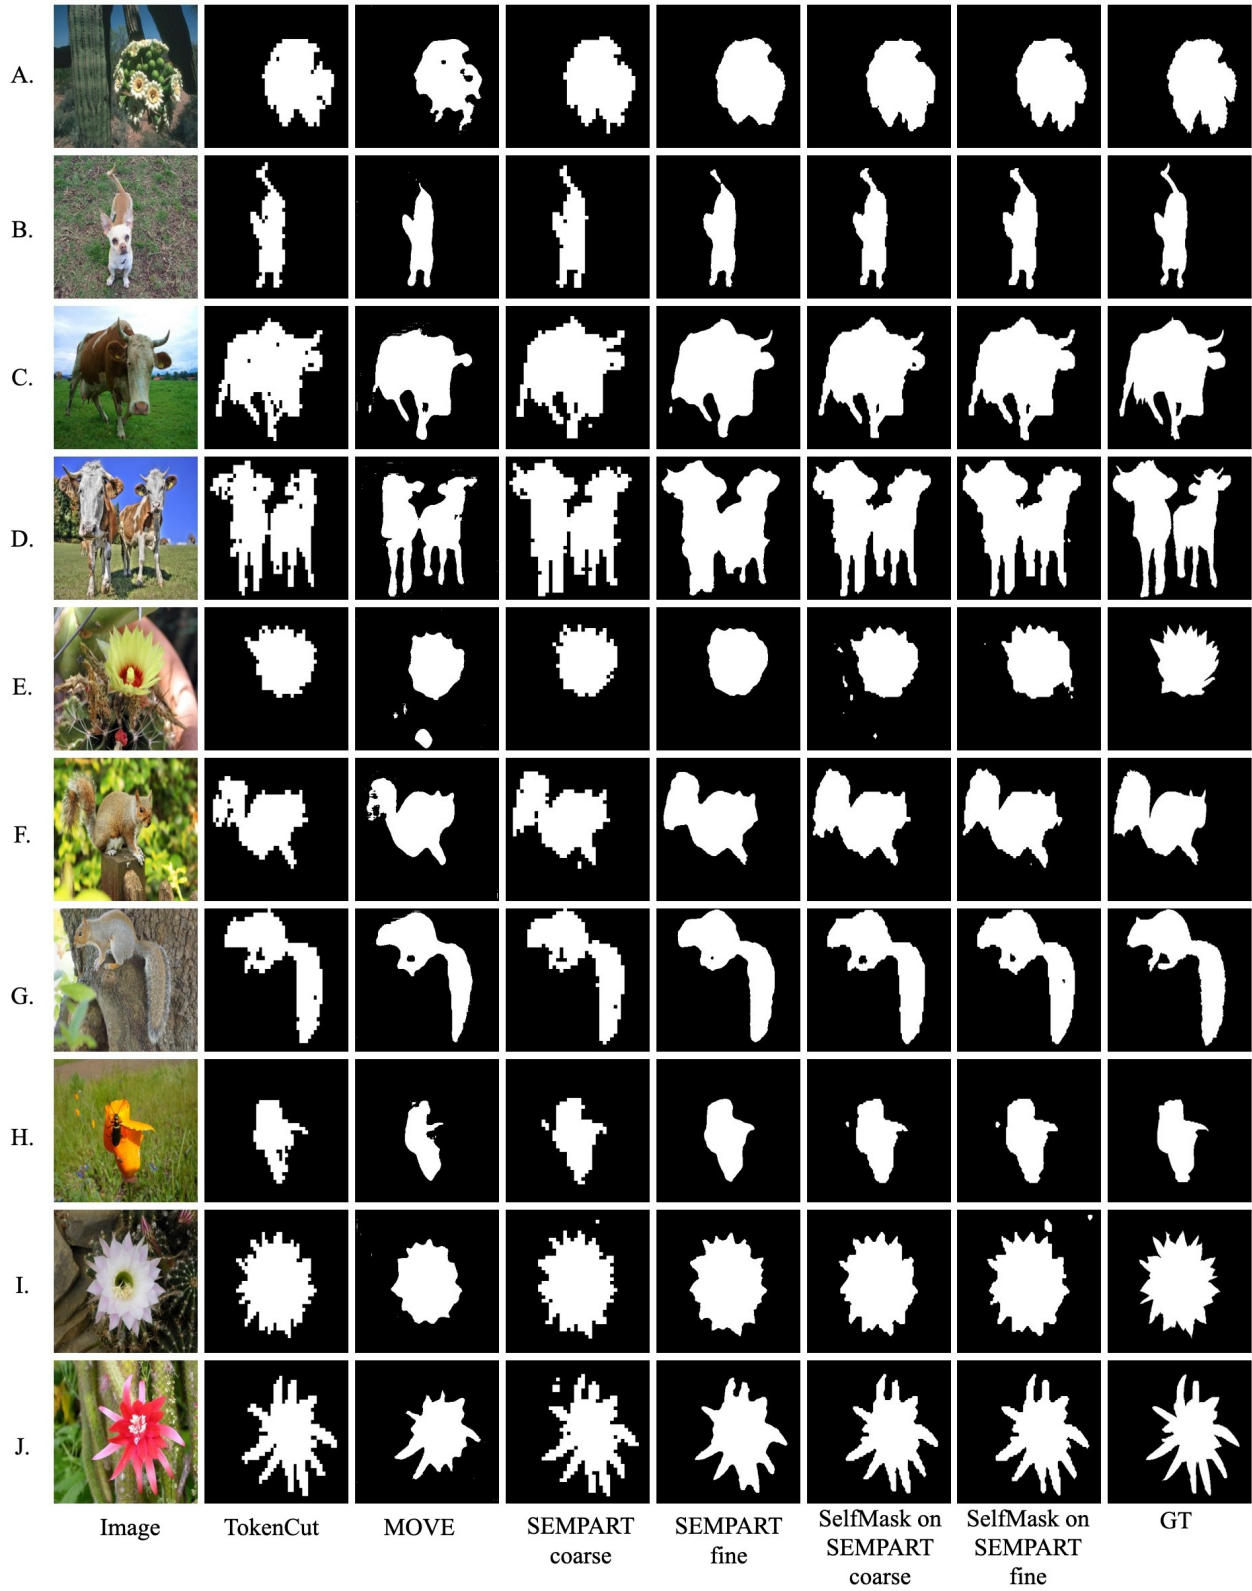 A.
B.
C.
D.
E.
F.
G.
H.
I.
J.
Image
TokenCut
MOVE
SEMPART
coarse
SEMPART
fine
SelfMask on
SEMPART
coarse
SelfMask on
SEMPART
fine
GT